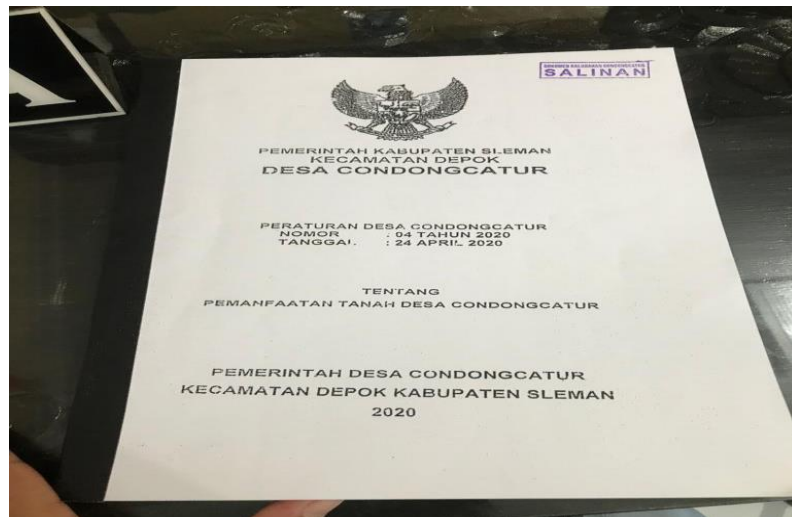 SALINAN
PEMERINTAH KABUPATEN SLEMAN
KECAMATAN DEPOK
DESA CONDONGCATUR
PERATURAN DESA CONDONGCATUR
NOMOR : 04 TAHUN 2020
TANGGAL : 24 APRIL 2020
TENTANG
PEMANFAATAN TANAH DESA CONDONGCATUR
PEMERINTAH DESA CONDONGCATUR
KECAMATAN DEPOK KABUPATEN SLEMAN
2020